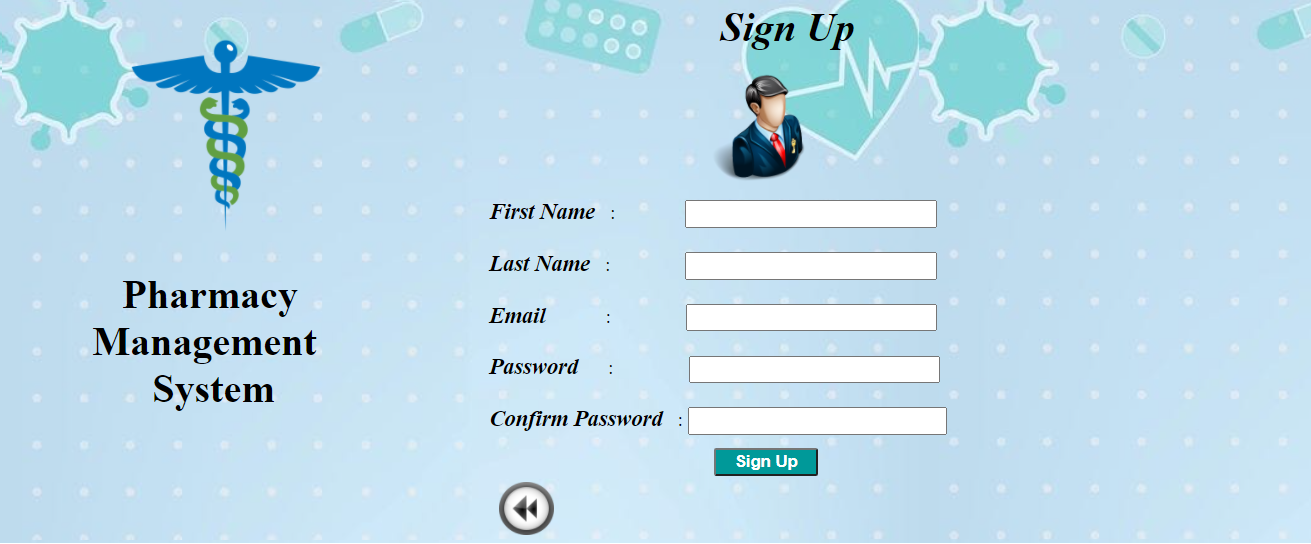 Sign Up
First Name :
Last Name :
Email :
Password :
Confirm Password :
Sign Up
Pharmacy
Management
System